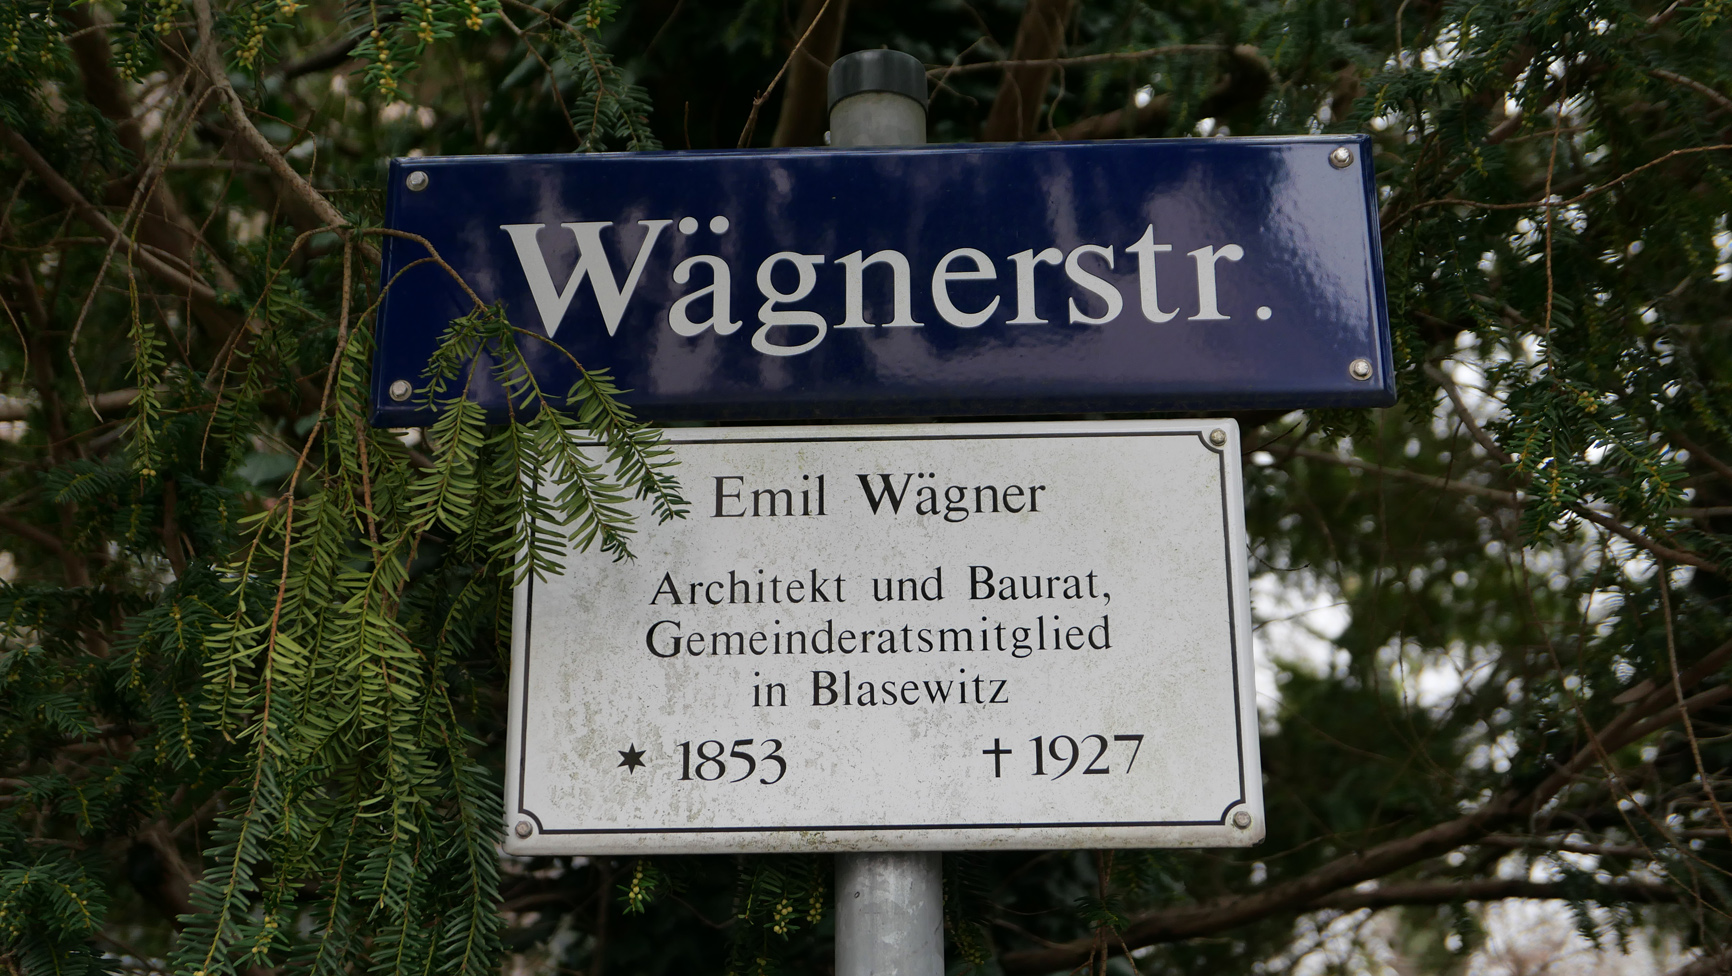 Wägnerstr.
Emil Wägner
Architekt und Baurat,
Gemeinderatsmitglied
in Blasewitz
✶ 1853 † 1927